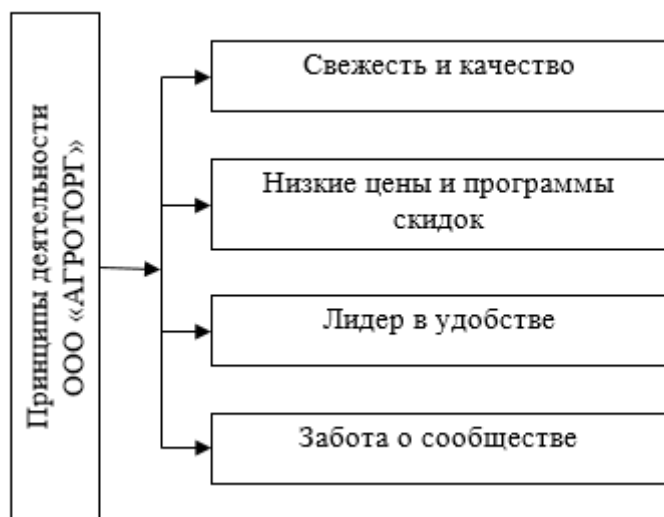 Принципы деятельности
ООО «АГРОТОРГ»
Свежесть и качество
Низкие цены и программы
скидок
Лидер в удобстве
Забота о сообществе